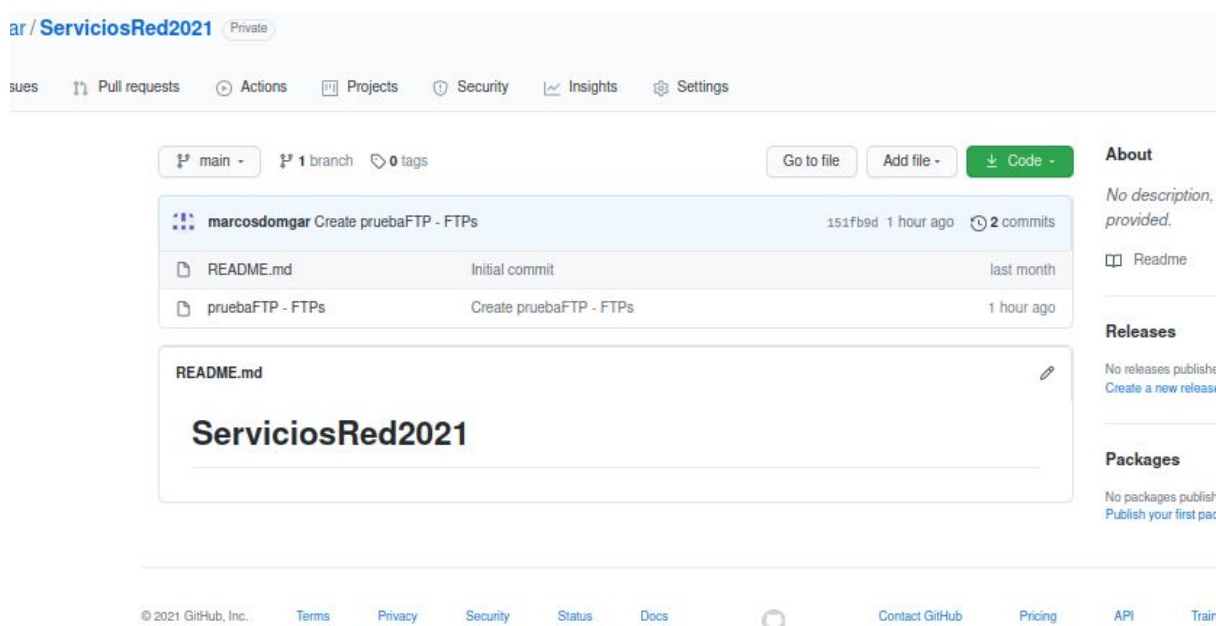 ar / ServiciosRed2021 Private
sues Pull requests Actions Projects Security Insights Settings
main 1 branch 0 tags Go to file Add file Code
marcosdomgar Create pruebaFTP - FTPs 151fb9d 1 hour ago 2 commits
README.md Initial commit last month
pruebaFTP - FTPs Create pruebaFTP - FTPs 1 hour ago
README.md
ServiciosRed2021
About
No description,
provided.
Readme
Releases
No releases publishe
Create a new release
Packages
No packages publish
Publish your first pac
© 2021 GitHub, Inc. Terms Privacy Security Status Docs Contact GitHub Pricing API Train